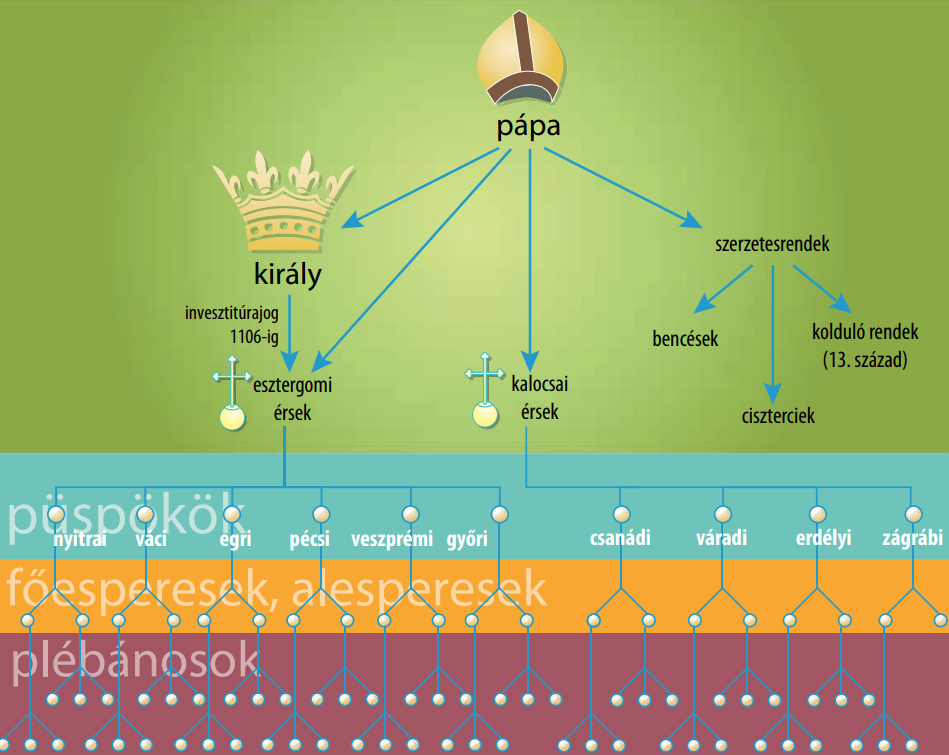 pápa
király
invesztitúrajog
1106-ig
szerzetesrendek
bencések
kolduló rendek
(13. század)
ciszterciek
esztergomi
érsek
kalocsai
érsek
püspökök
nyitrai
váci
egri
pécsi
veszprémi
győri
csanádi
váradi
erdélyi
zágrábi
főesperesek, alesperesek
plébánosok